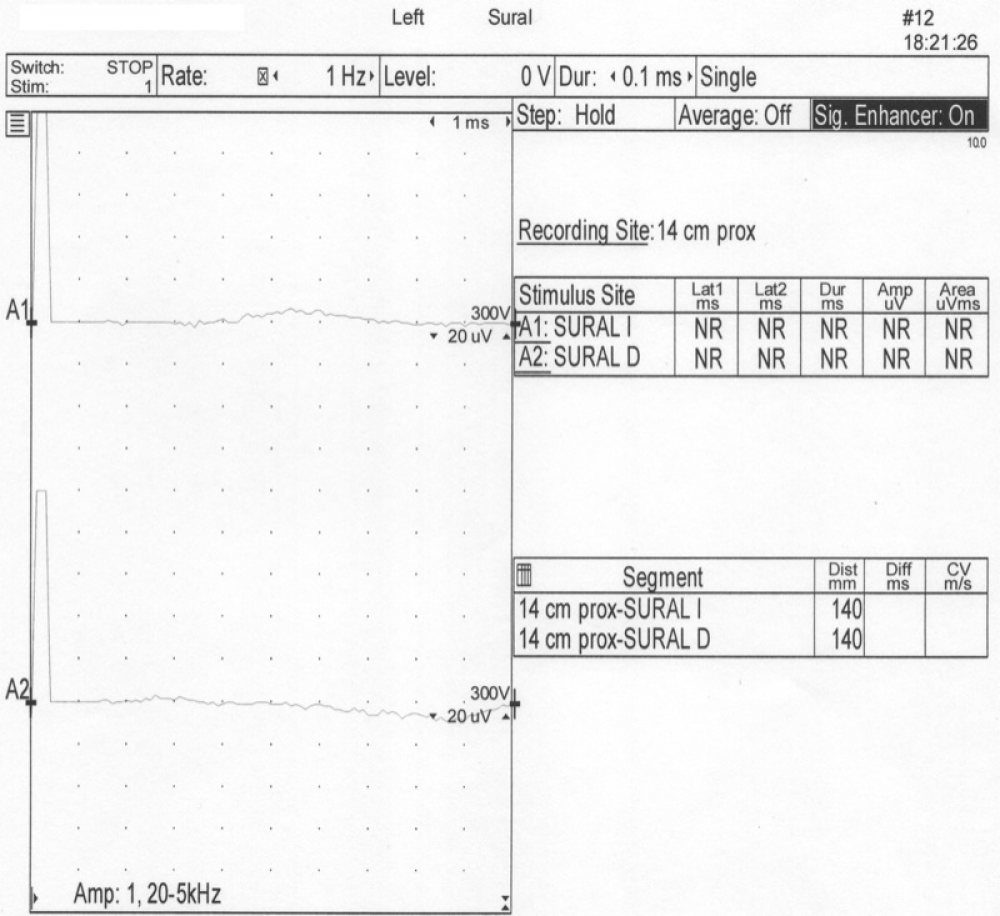 Left Sural #12
18:21:26
Switch: STOP
Stim: 1
Rate: 1 Hz Level: 0 V Dur: 0.1 ms Single
1 ms
Step: Hold Average: Off Sig. Enhancer: On
10.0
Recording Site: 14 cm prox
Stimulus Site Lat1 ms Lat2 ms Dur ms Amp uV Area uVms
A1: SURAL I NR NR NR NR NR
A2: SURAL D NR NR NR NR NR
A1 300V
20 uV
Segment Dist mm Diff ms CV m/s
14 cm prox-SURAL I 140
14 cm prox-SURAL D 140
A2 300V
20 uV
Amp: 1, 20-5kHz